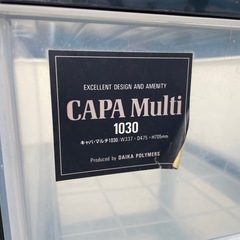 EXCELLENT DESIGN AND AMENITY
CAPA Multi
1030
キャパ・マルチ1030/W337・D475・H705mm
Produced by DAIKA POLYMERS